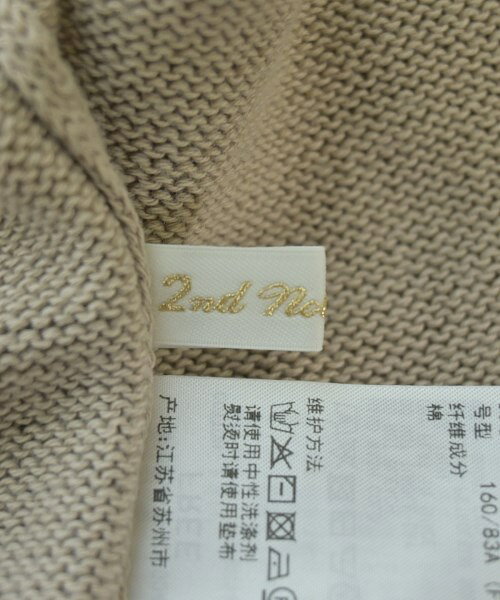 2nd No
号型 160/83A
纤维成分
棉
维护方法
请使用中性洗涤剂
熨烫时请使用垫布
产地:江苏省苏州市